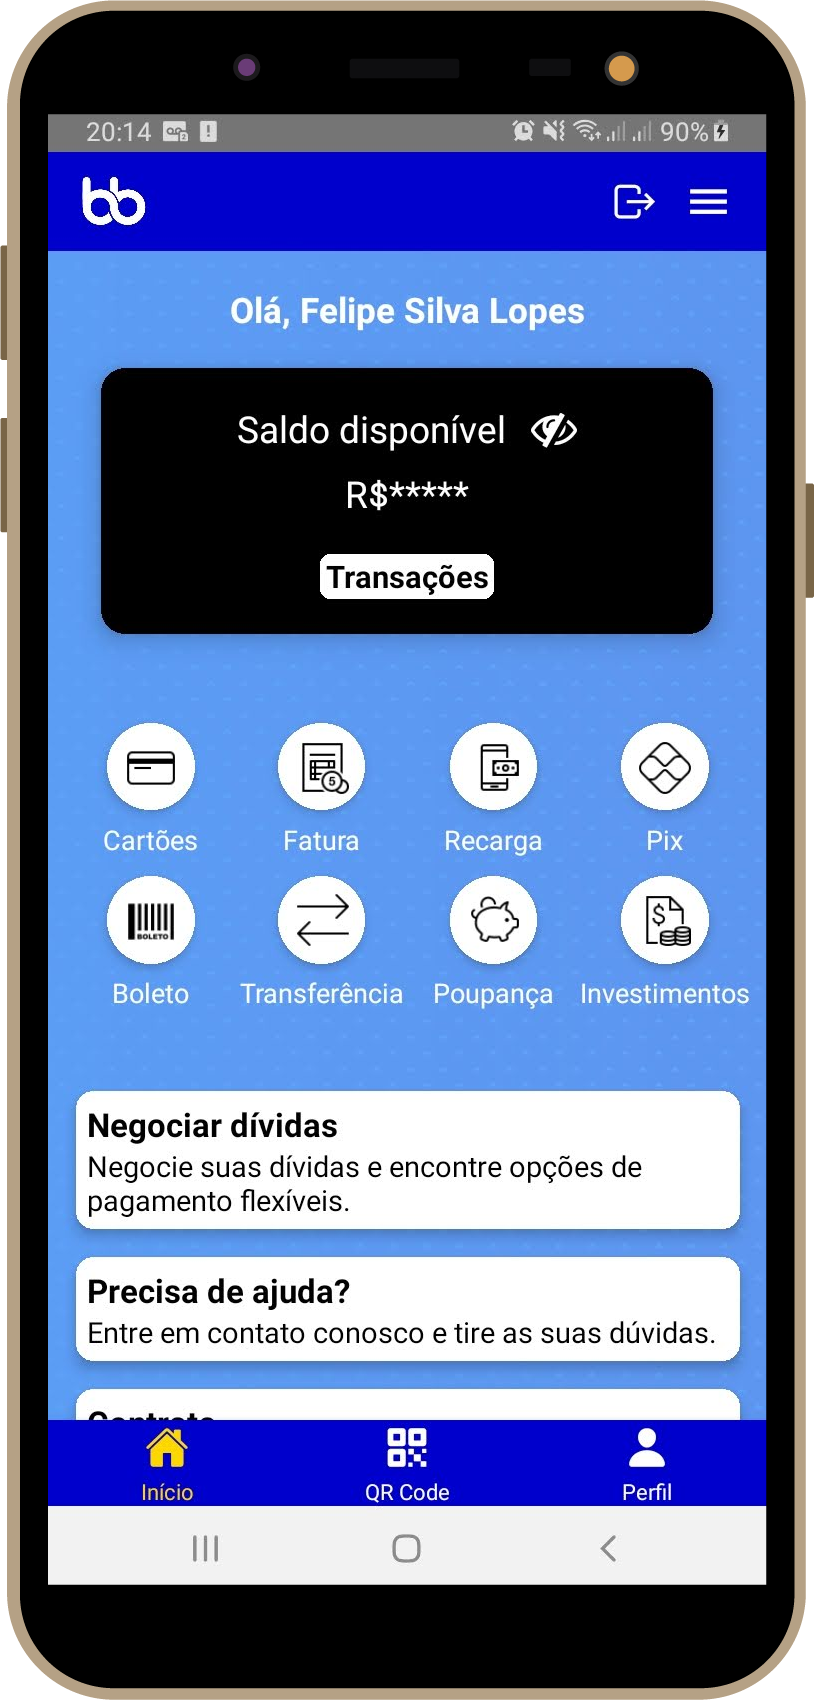 20:14 90%
bb
Olá, Felipe Silva Lopes
Saldo disponível
R$*****
Transações
Cartões Fatura Recarga Pix
BOLETO
Boleto Transferência Poupança Investimentos
Negociar dívidas
Negocie suas dívidas e encontre opções de
pagamento flexíveis.
Precisa de ajuda?
Entre em contato conosco e tire as suas dúvidas.
Início QR Code Perfil